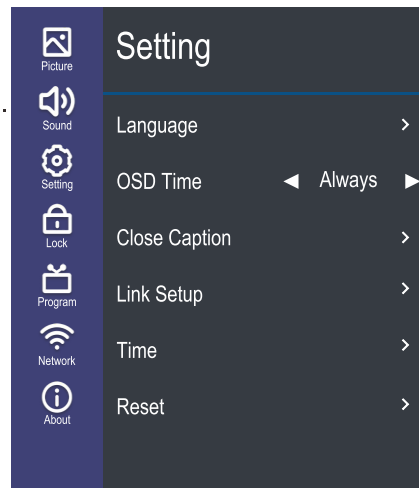 Picture
Sound
Setting
Lock
Program
Network
About
Setting
Language
OSD Time ◀ Always ▶
Close Caption
Link Setup
Time
Reset